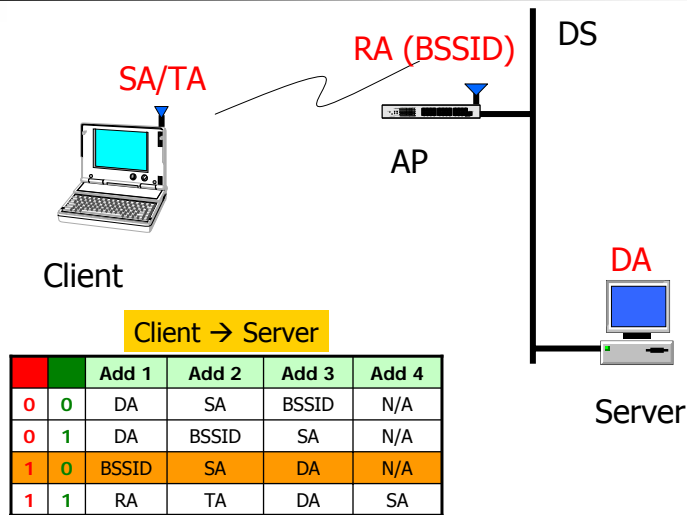 DS
RA (BSSID)
SA/TA
AP
Client
DA
Server
Client → Server
Add 1 Add 2 Add 3 Add 4
0 0 DA SA BSSID N/A
0 1 DA BSSID SA N/A
1 0 BSSID SA DA N/A
1 1 RA TA DA SA